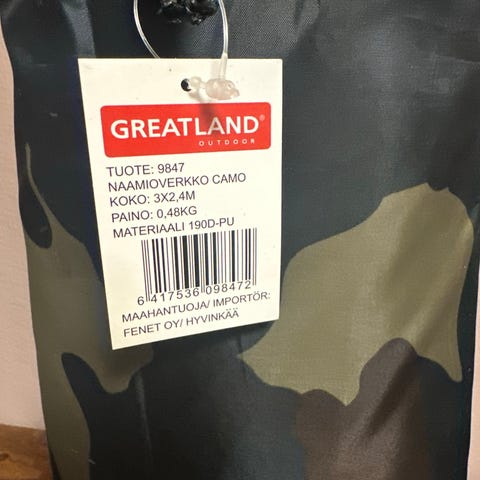 GREATLAND®
OUTDOOR
TUOTE: 9847
NAAMIOVERKKO CAMO
KOKO: 3X2,4M
PAINO: 0,48KG
MATERIAALI 190D-PU
6 417536 098472
MAAHANTUOJA/ IMPORTÖR:
FENET OY/ HYVINKÄÄ